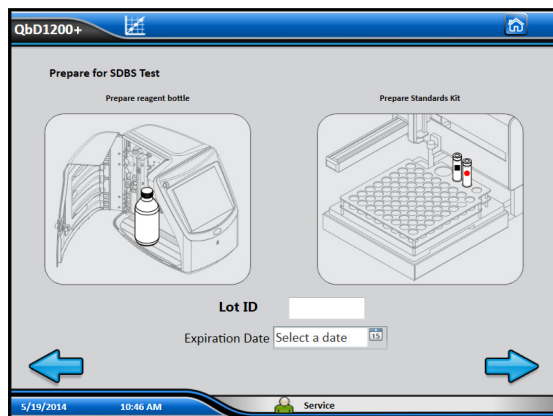 QbD1200+
Prepare for SDBS Test
Prepare reagent bottle
Prepare Standards Kit
Lot ID
Expiration Date Select a date 15
5/19/2014 10:46 AM Service